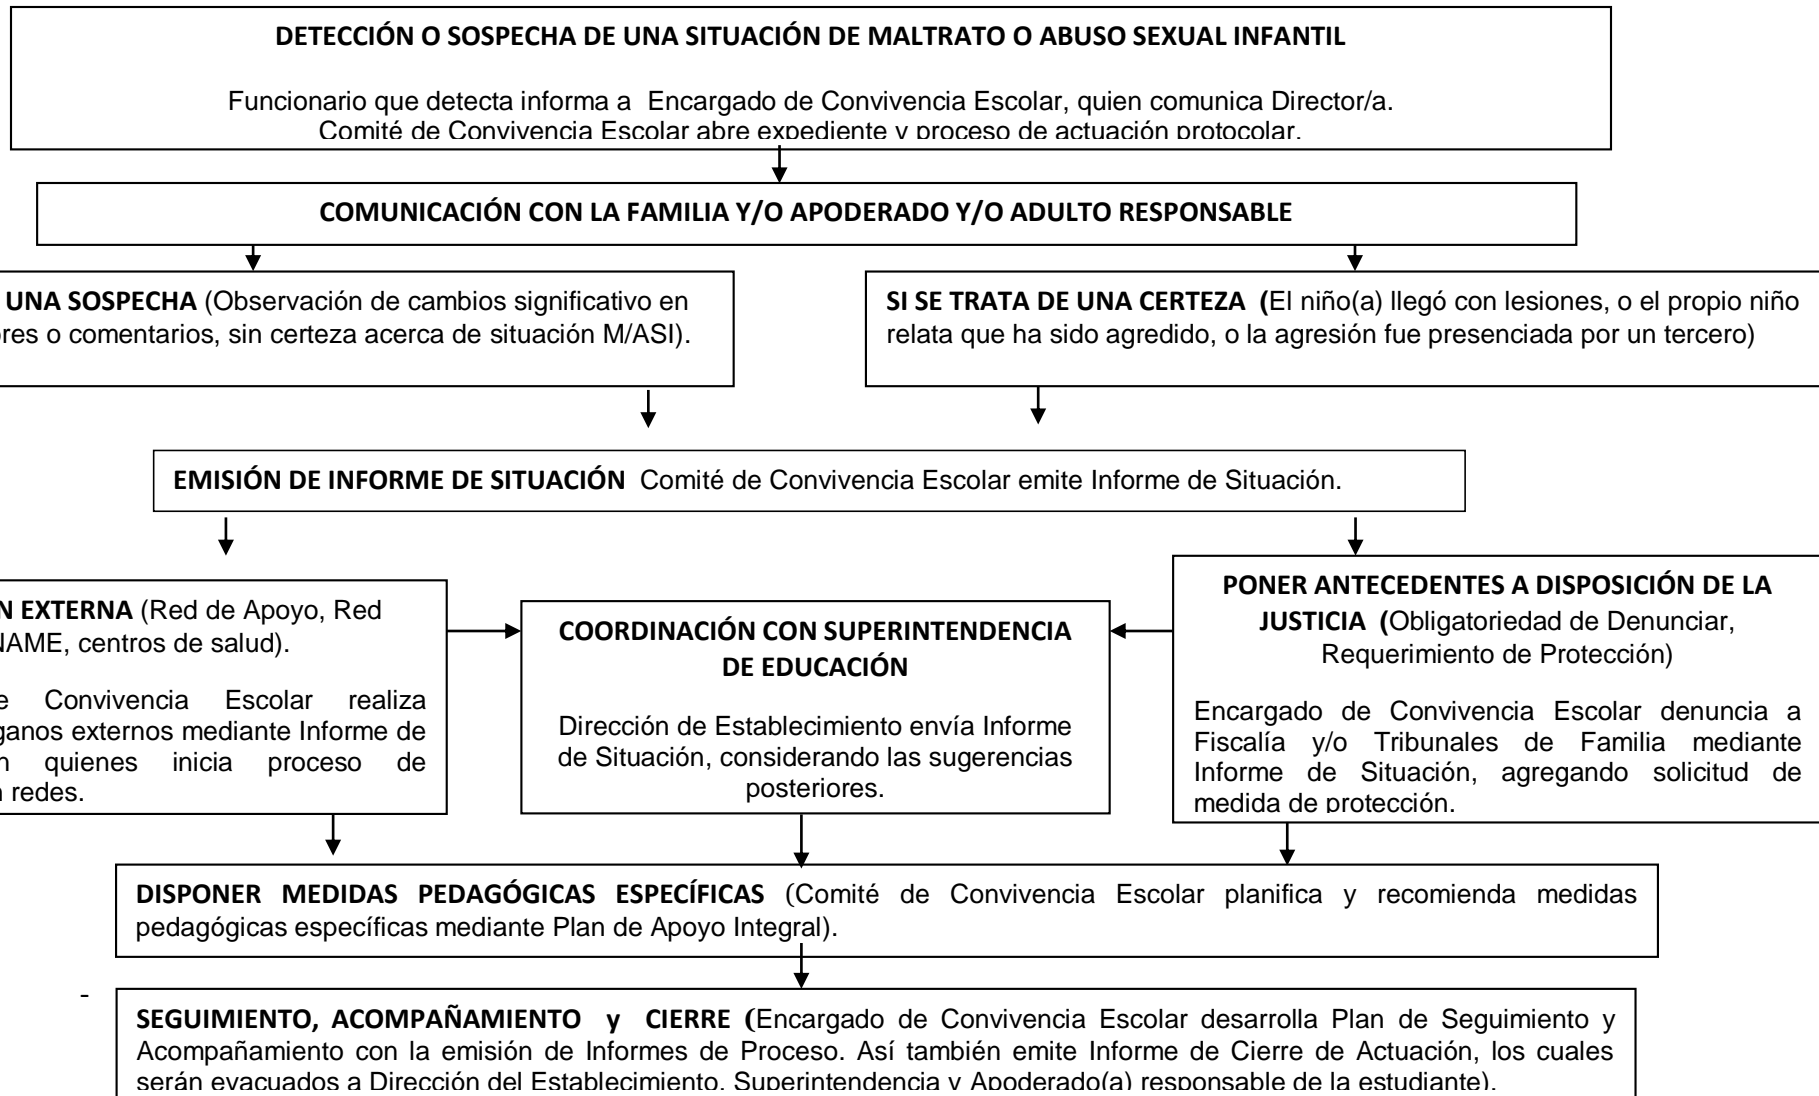 DETECCIÓN O SOSPECHA DE UNA SITUACIÓN DE MALTRATO O ABUSO SEXUAL INFANTIL
Funcionario que detecta informa a Encargado de Convivencia Escolar, quien comunica Director/a.
Comité de Convivencia Escolar abre expediente y proceso de actuación protocolar.
COMUNICACIÓN CON LA FAMILIA Y/O APODERADO Y/O ADULTO RESPONSABLE
UNA SOSPECHA (Observación de cambios significativo en
res o comentarios, sin certeza acerca de situación M/ASI).
SI SE TRATA DE UNA CERTEZA (El niño(a) llegó con lesiones, o el propio niño
relata que ha sido agredido, o la agresión fue presenciada por un tercero)
EMISIÓN DE INFORME DE SITUACIÓN Comité de Convivencia Escolar emite Informe de Situación.
N EXTERNA (Red de Apoyo, Red
NAME, centros de salud).
e Convivencia Escolar realiza
ganos externos mediante Informe de
n quienes inicia proceso de
n redes.
COORDINACIÓN CON SUPERINTENDENCIA
DE EDUCACIÓN
Dirección de Establecimiento envía Informe
de Situación, considerando las sugerencias
posteriores.
PONER ANTECEDENTES A DISPOSICIÓN DE LA
JUSTICIA (Obligatoriedad de Denunciar,
Requerimiento de Protección)
Encargado de Convivencia Escolar denuncia a
Fiscalía y/o Tribunales de Familia mediante
Informe de Situación, agregando solicitud de
medida de protección.
DISPONER MEDIDAS PEDAGÓGICAS ESPECÍFICAS (Comité de Convivencia Escolar planifica y recomienda medidas
pedagógicas específicas mediante Plan de Apoyo Integral).
-
SEGUIMIENTO, ACOMPAÑAMIENTO y CIERRE (Encargado de Convivencia Escolar desarrolla Plan de Seguimiento y
Acompañamiento con la emisión de Informes de Proceso. Así también emite Informe de Cierre de Actuación, los cuales
serán evacuados a Dirección del Establecimiento, Superintendencia y Apoderado(a) responsable de la estudiante).